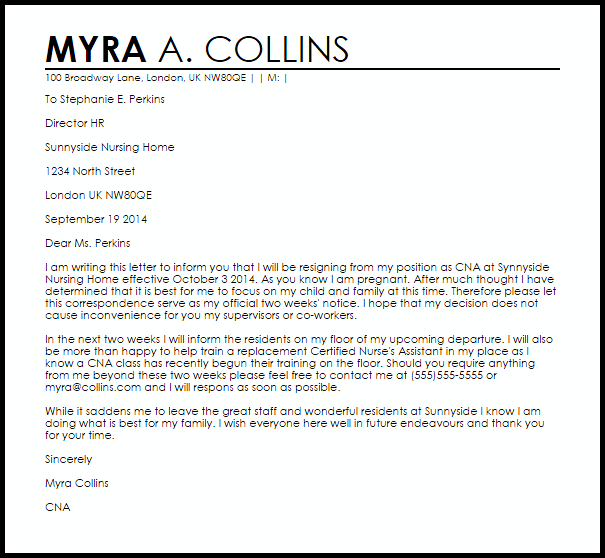 MYRA A. COLLINS
100 Broadway Lane, London, UK NW80QE | | M: |
To Stephanie E. Perkins
Director HR
Sunnyside Nursing Home
1234 North Street
London UK NW80QE
September 19 2014
Dear Ms. Perkins
I am writing this letter to inform you that I will be resigning from my position as CNA at Synnyside
Nursing Home effective October 3 2014. As you know I am pregnant. After much thought I have
determined that it is best for me to focus on my child and family at this time. Therefore please let
this correspondence serve as my official two weeks' notice. I hope that my decision does not
cause inconvenience for you my supervisors or co-workers.
In the next two weeks I will inform the residents on my floor of my upcoming departure. I will also
be more than happy to help train a replacement Certified Nurse's Assistant in my place as I
know a CNA class has recently begun their training on the floor. Should you require anything
from me beyond these two weeks please feel free to contact me at (555)555-5555 or
myra@collins.com and I will respons as soon as possible.
While it saddens me to leave the great staff and wonderful residents at Sunnyside I know I am
doing what is best for my family. I wish everyone here well in future endeavours and thank you
for your time.
Sincerely
Myra Collins
CNA